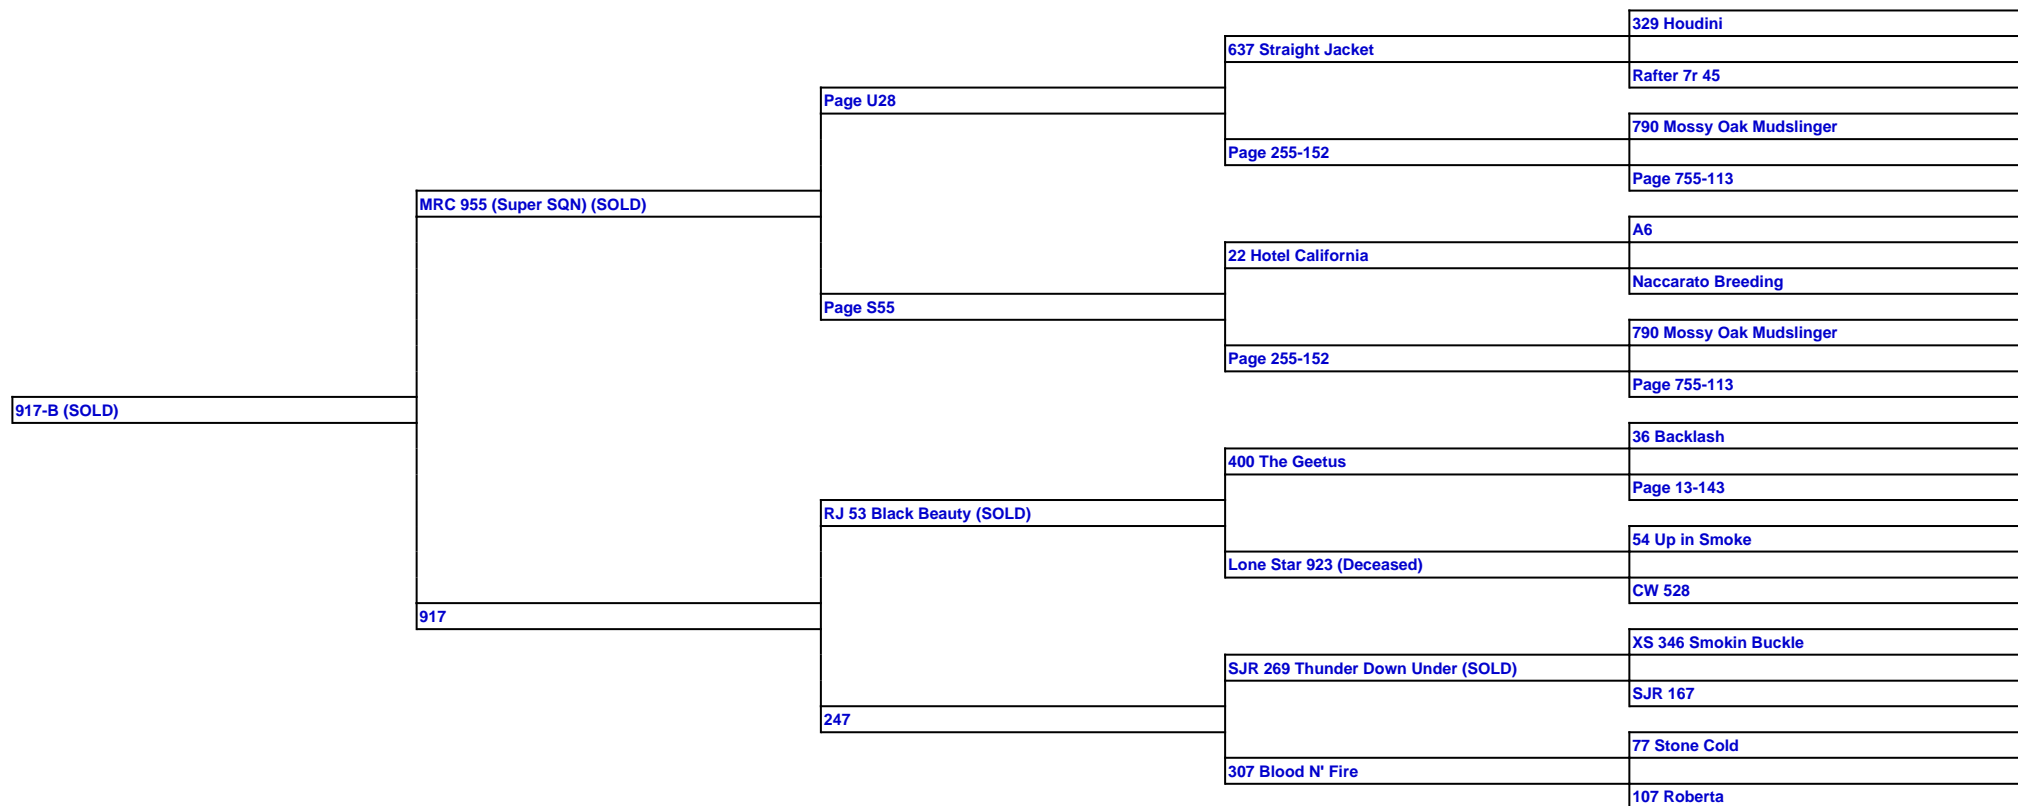 329 Houdini
637 Straight Jacket
Rafter 7r 45
Page U28
790 Mossy Oak Mudslinger
Page 255-152
Page 755-113
MRC 955 (Super SQN) (SOLD)
A6
22 Hotel California
Naccarato Breeding
Page S55
790 Mossy Oak Mudslinger
Page 255-152
Page 755-113
917-B (SOLD)
36 Backlash
400 The Geetus
Page 13-143
RJ 53 Black Beauty (SOLD)
54 Up in Smoke
Lone Star 923 (Deceased)
CW 528
917
XS 346 Smokin Buckle
SJR 269 Thunder Down Under (SOLD)
SJR 167
247
77 Stone Cold
307 Blood N' Fire
107 Roberta